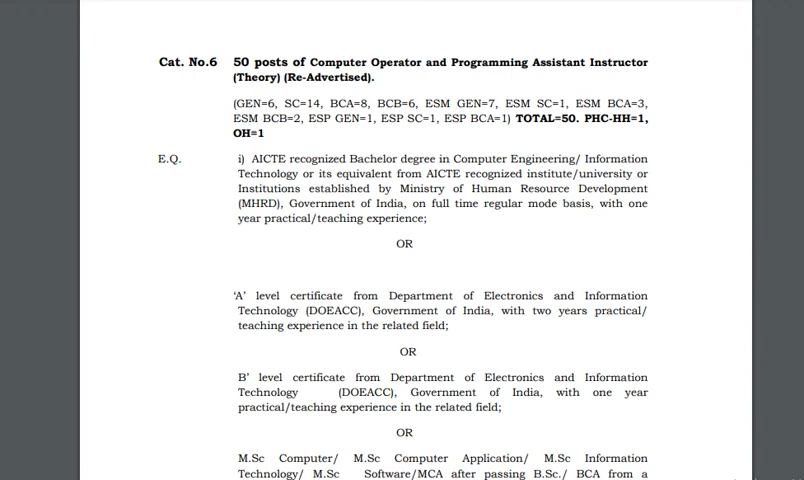 Cat. No.6 50 posts of Computer Operator and Programming Assistant Instructor
(Theory) (Re-Advertised).
(GEN=6, SC=14, BCA=8, BCB=6, ESM GEN=7, ESM SC=1, ESM BCA=3,
ESM BCB=2, ESP GEN=1, ESP SC=1, ESP BCA=1) TOTAL=50. PHC-HH=1,
OH=1
E.Q. i) AICTE recognized Bachelor degree in Computer Engineering/ Information
Technology or its equivalent from AICTE recognized institute/university or
Institutions established by Ministry of Human Resource Development
(MHRD), Government of India, on full time regular mode basis, with one
year practical/teaching experience;
OR
‘A’ level certificate from Department of Electronics and Information
Technology (DOEACC), Government of India, with two years practical/
teaching experience in the related field;
OR
B’ level certificate from Department of Electronics and Information
Technology (DOEACC), Government of India, with one year
practical/teaching experience in the related field;
OR
M.Sc Computer/ M.Sc Computer Application/ M.Sc Information
Technology/ M.Sc Software/MCA after passing B.Sc./ BCA from a